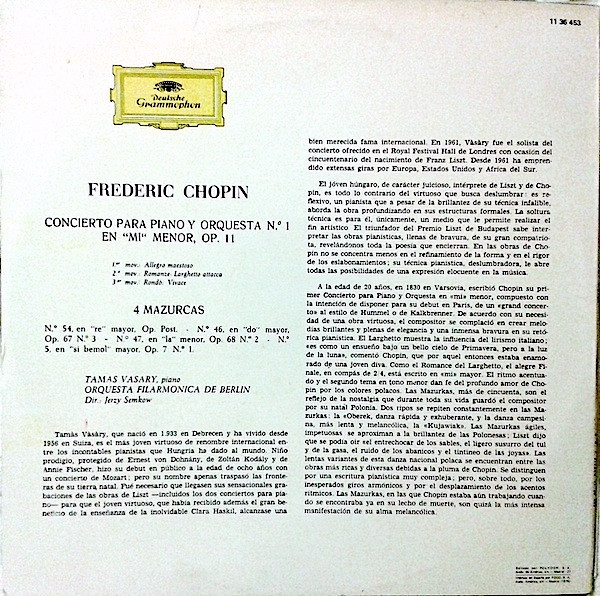 11 36 453
Deutsche
Grammophon
FREDERIC CHOPIN
CONCIERTO PARA PIANO Y ORQUESTA N.º 1
EN "MI" MENOR, OP. 11
1er mov.: Allegro maestoso
2º mov.: Romance: Larghetto attacca
3er mov.: Rondó: Vivace
4 MAZURCAS
N.º 54, en "re" mayor, Op. Post. - N.º 46, en "do" mayor,
Op. 67 N.º 3 - N.º 47, en "la" menor, Op. 68 N.º 2 - N.º
5, en "si bemol" mayor, Op. 7 N.º 1.
TAMAS VASARY, piano
ORQUESTA FILARMONICA DE BERLIN
Dir.: Jerzy Semkow
Tamàs Vàsàry, que nació en 1.933 en Debrecen y ha vivido desde
1956 en Suiza, es el más joven virtuoso de renombre internacional en-
tre los incontables pianistas que Hungría ha dado al mundo. Niño
prodigio, protegido de Ernest von Dohnány, de Zoltán Kodály y de
Annie Fischer, hizo su debut en público a la edad de ocho años con
un concierto de Mozart; pero su nombre apenas traspasó las fronte-
ras de su tierra natal. Fué necesario que llegasen sus sensacionales gra-
baciones de las obras de Liszt —incluidos los dos conciertos para pia-
no— para que el joven virtuoso, que había recibido además el gran be-
neficio de la enseñanza de la inolvidable Clara Haskil, alcanzase una
bien merecida fama internacional. En 1961, Vàsàry fue el solista del
concierto ofrecido en el Royal Festival Hall de Londres con ocasión del
cincuentenario del nacimiento de Franz Liszt. Desde 1961 ha empren-
dido extensas giras por Europa, Estados Unidos y Africa del Sur.
El jóven húngaro, de carácter juicioso, intérprete de Liszt y de Cho-
pin, es todo lo contrario del virtuoso que busca deslumbrar: es re-
flexivo, un pianista que a pesar de la brillantez de su técnica infalible,
aborda la obra profundizando en sus estructuras formales. La soltura
técnica es para él, únicamente, un medio que le permite realizar el
fin artístico. El triunfador del Premio Liszt de Budapest sabe inter-
pretar las obras pianísticas, llenas de bravura, de su gran compatrio-
ta, revelándonos toda la poesía que encierran. En las obras de Cho-
pin no se concentra menos en el refinamiento de la forma y en el rigor
de los eslabonamientos; su técnica pianística, deslumbradora, le abre
todas las posibilidades de una expresión elocuente en la música.
A la edad de 20 años, en 1830 en Varsovia, escribió Chopin su pri-
mer Concierto para Piano y Orquesta en «mi» menor, compuesto con
la intención de disponer para su debut en París, de un «grand concer-
to» al estilo de Hummel o de Kalkbrenner. De acuerdo con su necesi-
dad de una obra virtuosa, el compositor se complació en crear melo-
días brillantes y plenas de elegancia y una inmensa bravura en su retó-
rica pianística. El Larghetto muestra la influencia del lirismo italiano;
«es como un ensueño bajo un bello cielo de Primavera, pero a la luz
de la luna», comentó Chopin, que por aquel entonces estaba enamo-
rado de una joven diva. Como el Romance del Larghetto, el alegre Fi-
nale, en compás de 2/4, está escrito en «mi» mayor. El ritmo acentua-
do y el segundo tema en tono menor dan fe del profundo amor de Cho-
pin por los colores polacos. Las Mazurkas, más de cincuenta, son el
reflejo de la nostalgia que durante toda su vida guardó el compositor
por su natal Polonia. Dos tipos se repiten constantemente en las Ma-
zurkas: la «Oberek, danza rápida y exhuberante, y la danza campesi-
na, más lenta y melancólica, la «Kujawiak». Las Mazurkas ágiles,
impetuosas se aproximan a la brillantez de las Polonesas; Liszt dijo
que se podía oir «el entrechocar de los sables, el ligero susurro del tul
y de la gasa, el ruido de los abanicos y el tintineo de las joyas». Las
lentas variantes de esta danza nacional polaca se encuentran entre las
obras más ricas y diversas debidas a la pluma de Chopin. Se distinguen
por una escritura pianística muy compleja; pero, sobre todo, por los
inesperados giros armónicos y por el desplazamiento de los acentos
rítmicos. Las Mazurkas, en las que Chopin estaba aún trabajando cuan-
do se encontraba ya en su lecho de muerte, son quizá la más intensa
manifestación de su alma melancólica.